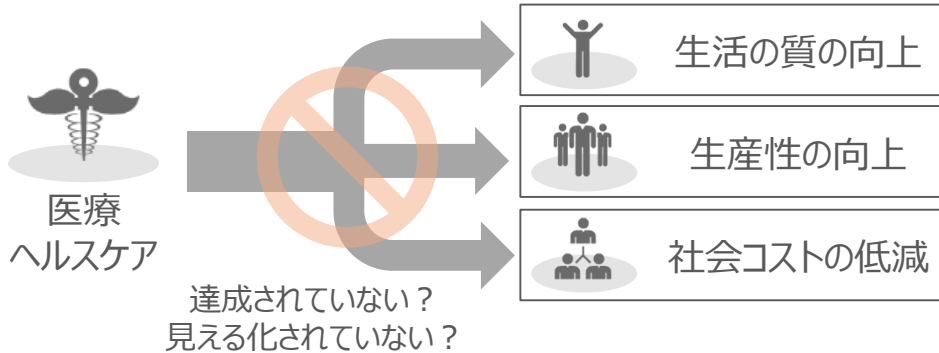 医療
ヘルスケア
達成されていない？
見える化されていない？
生活の質の向上
生産性の向上
社会コストの低減